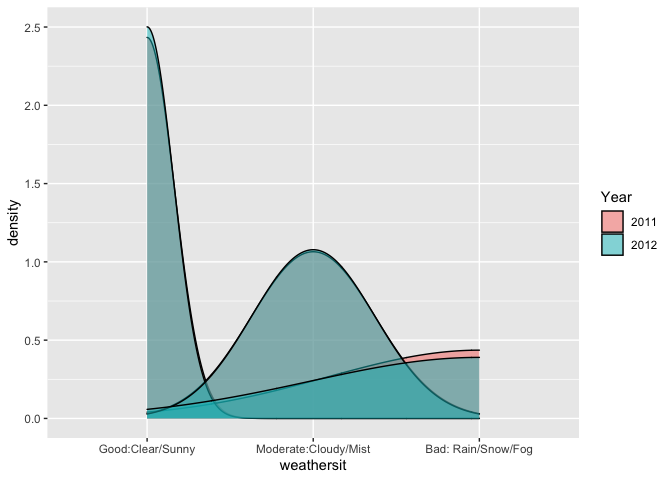 2.5
2.0
1.5
1.0
0.5
0.0
density
Good:Clear/Sunny
Moderate:Cloudy/Mist
Bad: Rain/Snow/Fog
weathersit
Year
2011
2012